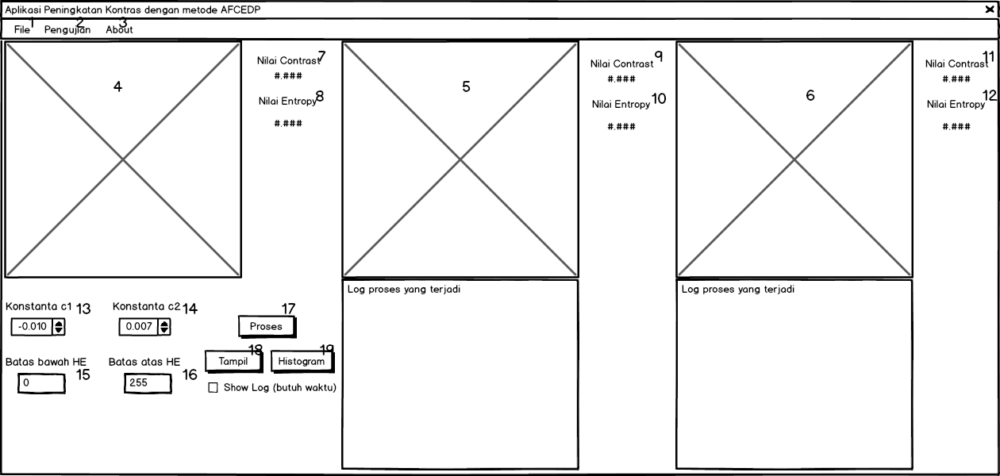 Aplikasi Peningkatan Kontras dengan metode AFCEDP
1 2 3
File Pengujian About
4 5 6
7
Nilai Contrast
#.###
8
Nilai Entropy
#.###
9
Nilai Contrast
#.###
10
Nilai Entropy
#.###
11
Nilai Contrast
#.###
12
Nilai Entropy
#.###
Konstanta c1 13
-0.010
Konstanta c2 14
0.007
17
Proses
Batas bawah HE
0 15
Batas atas HE
255 16
18
Tampil
19
Histogram
Show Log (butuh waktu)
Log proses yang terjadi
Log proses yang terjadi